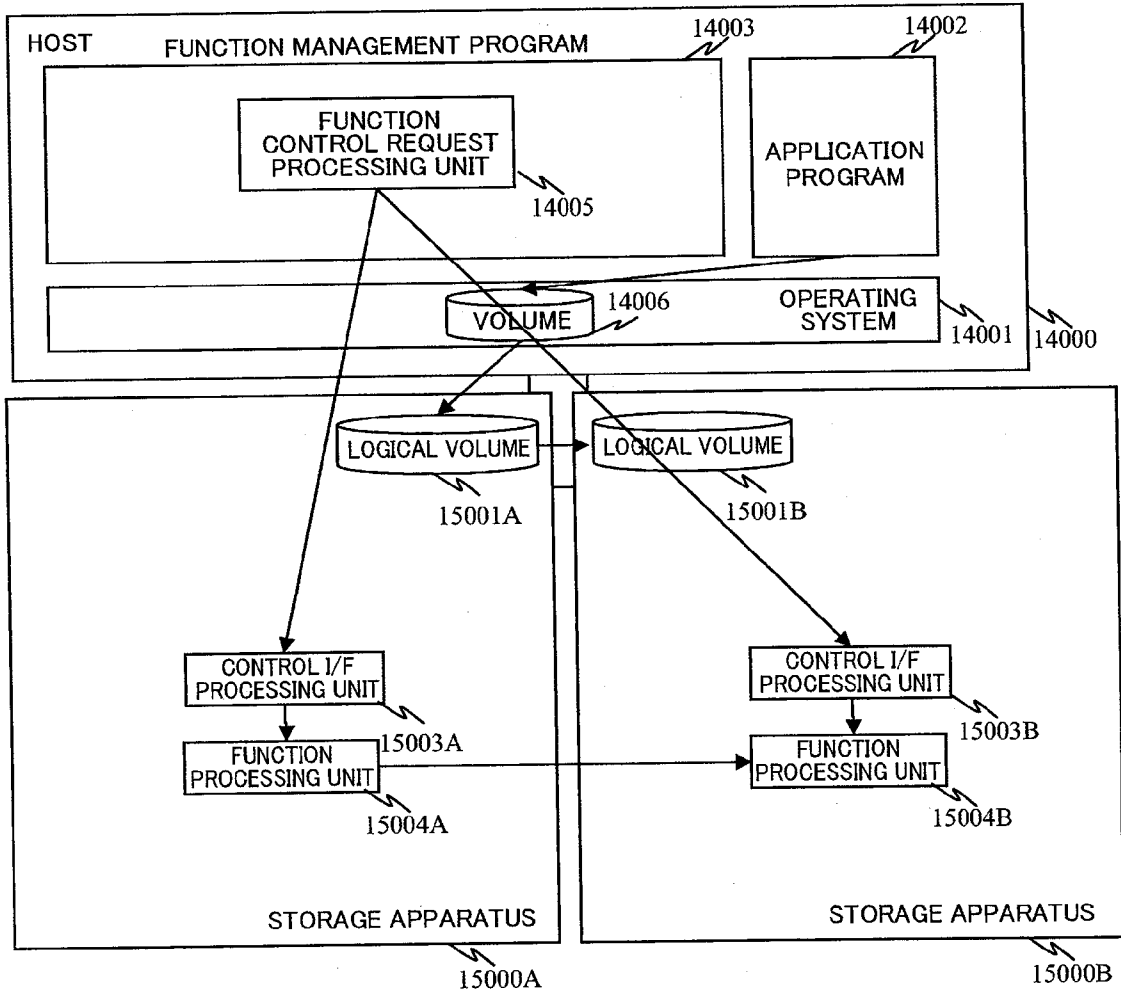 14003
14002
HOST
FUNCTION MANAGEMENT PROGRAM
FUNCTION
CONTROL REQUEST
PROCESSING UNIT
14005
APPLICATION
PROGRAM
14006
VOLUME
OPERATING
SYSTEM
14001
14000
LOGICAL VOLUME
LOGICAL VOLUME
15001A
15001B
CONTROL I/F
PROCESSING UNIT
15003A
FUNCTION
PROCESSING UNIT
15004A
CONTROL I/F
PROCESSING UNIT
15003B
FUNCTION
PROCESSING UNIT
15004B
STORAGE APPARATUS
15000A
STORAGE APPARATUS
15000B